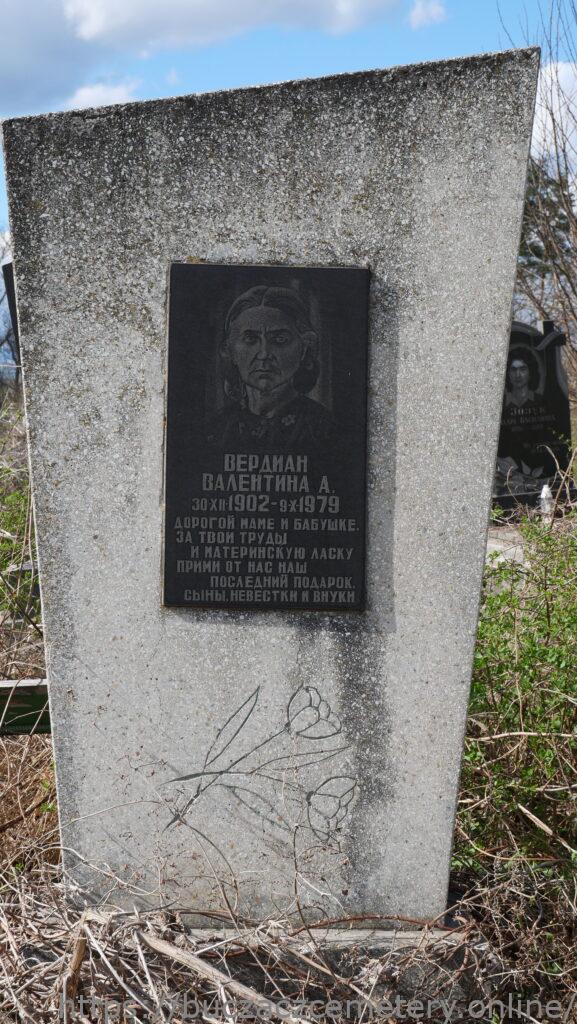 ВЕРДИАН
ВАЛЕНТИНА А.
30 XII 1902 - 9 X 1979
ДОРОГОЙ МАМЕ И БАБУШКЕ.
ЗА ТВОИ ТРУДЫ
И МАТЕРИНСКУЮ ЛАСКУ
ПРИМИ ОТ НАС НАШ
ПОСЛЕДНИЙ ПОДАРОК.
СЫНЫ, НЕВЕСТКИ И ВНУКИ
https://buczaczcemetery.online/